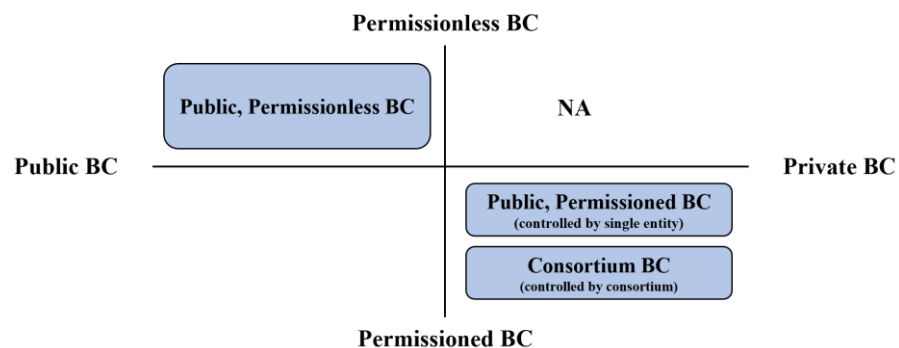 Permissionless BC
Public, Permissionless BC
NA
Public BC
Private BC
Public, Permissioned BC
(controlled by single entity)
Consortium BC
(controlled by consortium)
Permissioned BC